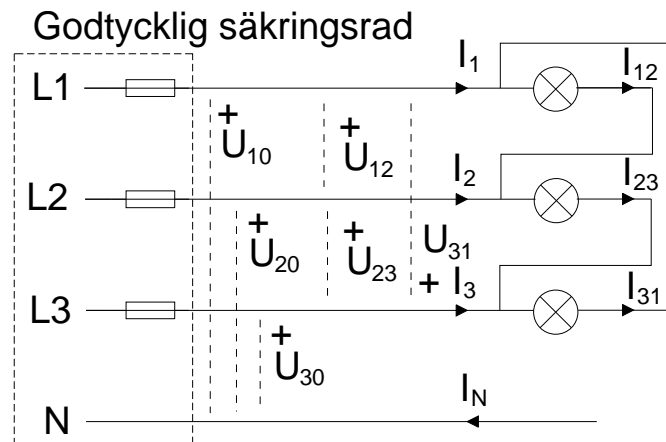 Godtycklig säkringsrad
L1
I1
I12
+
U10
+
U12
L2
I2
I23
+
U20
+
U23
U31
+
L3
I3
I31
+
U30
N
IN